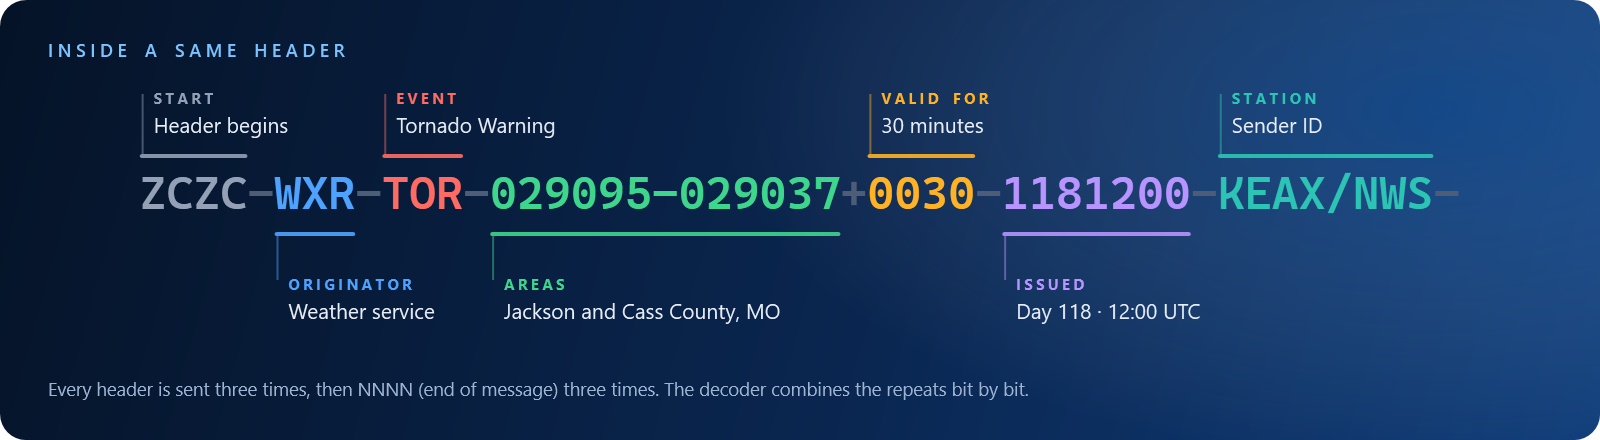 INSIDE A SAME HEADER
START
Header begins
EVENT
Tornado Warning
VALID FOR
30 minutes
STATION
Sender ID
ZCZC-WXR-TOR-029095-029037+0030-1181200-KEAX/NWS-
ORIGINATOR
Weather service
AREAS
Jackson and Cass County, MO
ISSUED
Day 118 · 12:00 UTC
Every header is sent three times, then NNNN (end of message) three times. The decoder combines the repeats bit by bit.